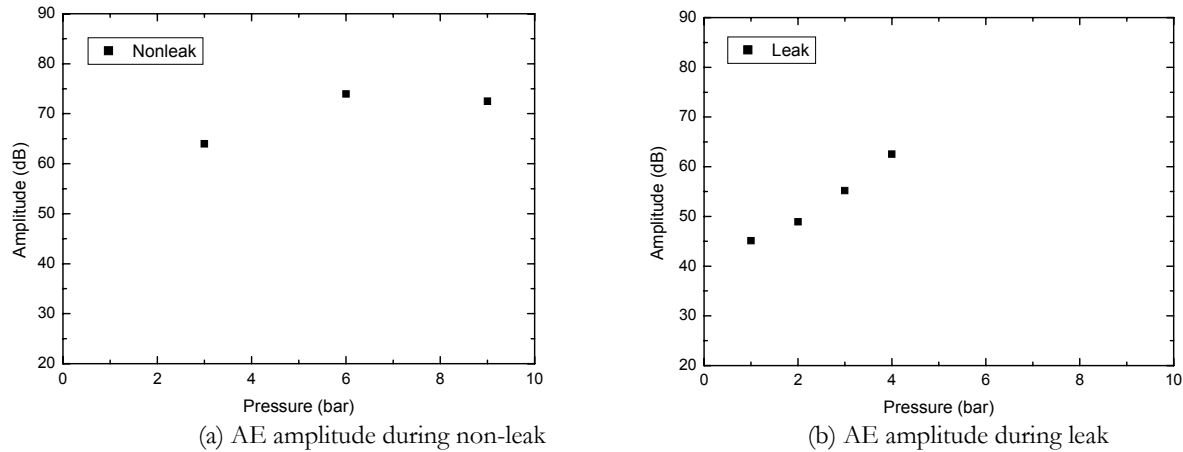 90
80
70
60
50
40
30
20
0 2 4 6 8 10
Amplitude (dB)
Pressure (bar)
Nonleak
(a) AE amplitude during non-leak
90
80
70
60
50
40
30
20
0 2 4 6 8 10
Amplitude (dB)
Pressure (bar)
Leak
(b) AE amplitude during leak